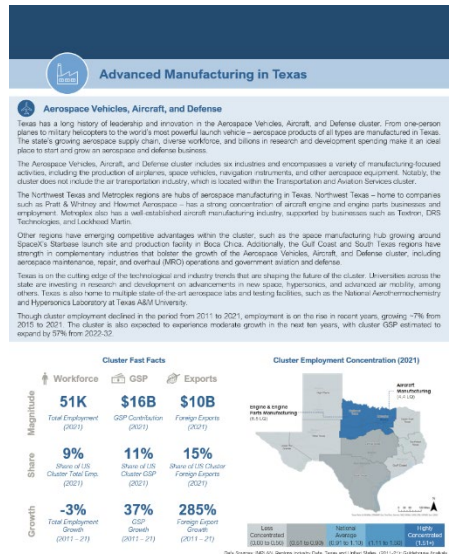 Advanced Manufacturing in Texas
Aerospace Vehicles, Aircraft, and Defense
Texas has a long history of leadership and innovation in the Aerospace Vehicles, Aircraft, and Defense cluster. From one-person
planes to military helicopters to the world's most powerful launch vehicle – aerospace products of all types are manufactured in Texas.
The state's growing aerospace supply chain, diverse workforce, and billions in research and development spending make it an ideal
place to start and grow an aerospace and defense business.
The Aerospace Vehicles, Aircraft, and Defense cluster includes six industries and encompasses a variety of manufacturing-focused
activities, including the production of airplanes, space vehicles, navigation instruments, and other aerospace equipment. Notably, the
cluster does not include the air transportation industry, which is located within the Transportation and Aviation Services cluster.
The Northwest Texas and Metroplex regions are hubs of aerospace manufacturing in Texas. Northwest Texas – home to companies
such as Pratt & Whitney and Howmet Aerospace – has a strong concentration of aircraft engine and engine parts businesses and
employment. Metroplex also has a well-established aircraft manufacturing industry, supported by businesses such as Textron, DRS
Technologies, and Lockheed Martin.
Other regions have emerging competitive advantages within the cluster, such as the space manufacturing hub growing around
SpaceX's Starbase launch site and production facility in Boca Chica. Additionally, the Gulf Coast and South Texas regions have
strength in complementary industries that bolster the growth of the Aerospace Vehicles, Aircraft, and Defense cluster, including
aerospace maintenance, repair, and overhaul (MRO) operations and government aviation and defense.
Texas is on the cutting edge of the technological and industry trends that are shaping the future of the cluster. Universities across the
state are investing in research and development on advancements in new space, hypersonics, and advanced air mobility, among
others. Texas is also home to multiple state-of-the-art aerospace labs and testing facilities, such as the National Aerothermochemistry
and Hypersonics Laboratory at Texas A&M University.
Though cluster employment declined in the period from 2011 to 2021, employment is on the rise in recent years, growing ~7% from
2015 to 2021. The cluster is also expected to experience moderate growth in the next ten years, with cluster GSP estimated to
expand by 57% from 2022-32.
Cluster Fast Facts
Workforce GSP Exports
Magnitude
51K $16B $10B
Total Employment GSP Contribution Foreign Exports
(2021) (2021) (2021)
Share
9% 11% 15%
Share of US Share of US Share of US Cluster
Cluster Total Emp. Cluster GSP Foreign Exports
(2021) (2021) (2021)
Growth
-3% 37% 285%
Total Employment GSP Foreign Export
Growth Growth Growth
(2011 – 21) (2011 – 21) (2011 – 21)
Cluster Employment Concentration (2021)
Aircraft
Manufacturing
Engine & Engine
Parts Manufacturing
Less National Highly
Concentrated Average Concentrated
(0.00 to 0.50) (0.51 to 0.90) (0.91 to 1.10) (1.11 to 1.50) (1.51+)